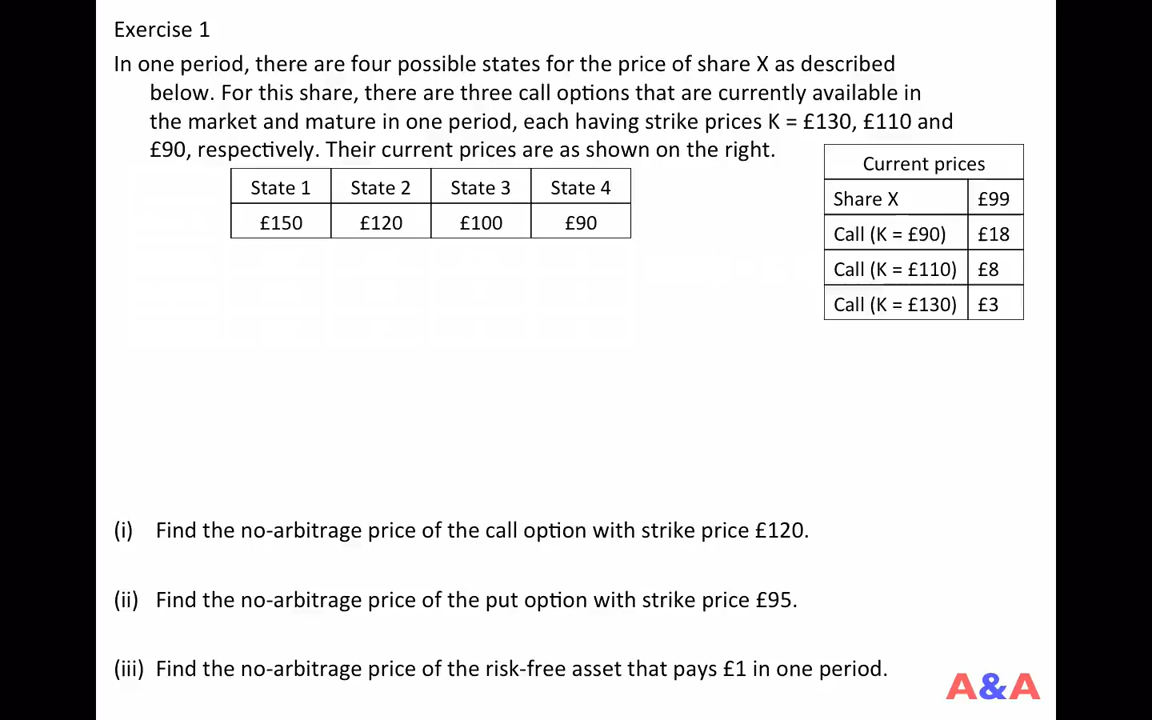 Exercise 1
In one period, there are four possible states for the price of share X as described
below. For this share, there are three call options that are currently available in
the market and mature in one period, each having strike prices K = £130, £110 and
£90, respectively. Their current prices are as shown on the right.
Current prices
State 1 State 2 State 3 State 4
£150 £120 £100 £90
Share X £99
Call (K = £90) £18
Call (K = £110) £8
Call (K = £130) £3
(i) Find the no-arbitrage price of the call option with strike price £120.
(ii) Find the no-arbitrage price of the put option with strike price £95.
(iii) Find the no-arbitrage price of the risk-free asset that pays £1 in one period.
A&A